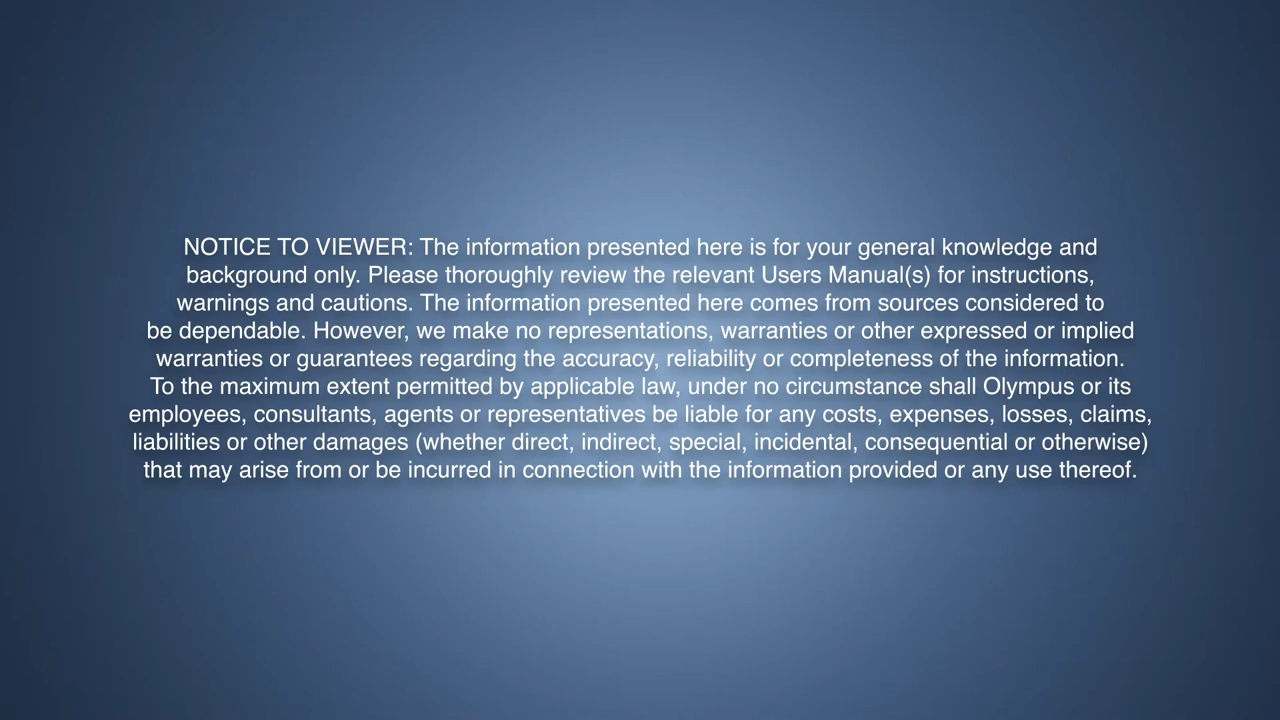 NOTICE TO VIEWER: The information presented here is for your general knowledge and
background only. Please thoroughly review the relevant Users Manual(s) for instructions,
warnings and cautions. The information presented here comes from sources considered to
be dependable. However, we make no representations, warranties or other expressed or implied
warranties or guarantees regarding the accuracy, reliability or completeness of the information.
To the maximum extent permitted by applicable law, under no circumstance shall Olympus or its
employees, consultants, agents or representatives be liable for any costs, expenses, losses, claims,
liabilities or other damages (whether direct, indirect, special, incidental, consequential or otherwise)
that may arise from or be incurred in connection with the information provided or any use thereof.